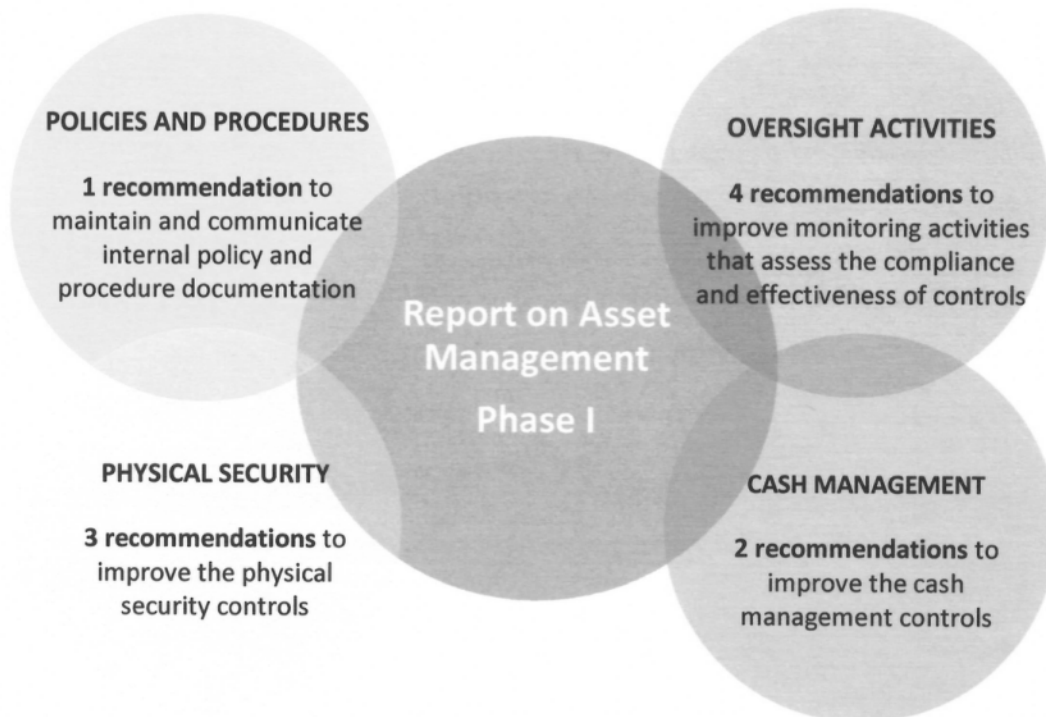 POLICIES AND PROCEDURES
1 recommendation to
maintain and communicate
internal policy and
procedure documentation
OVERSIGHT ACTIVITIES
4 recommendations to
improve monitoring activities
that assess the compliance
and effectiveness of controls
Report on Asset
Management
Phase I
PHYSICAL SECURITY
3 recommendations to
improve the physical
security controls
CASH MANAGEMENT
2 recommendations to
improve the cash
management controls